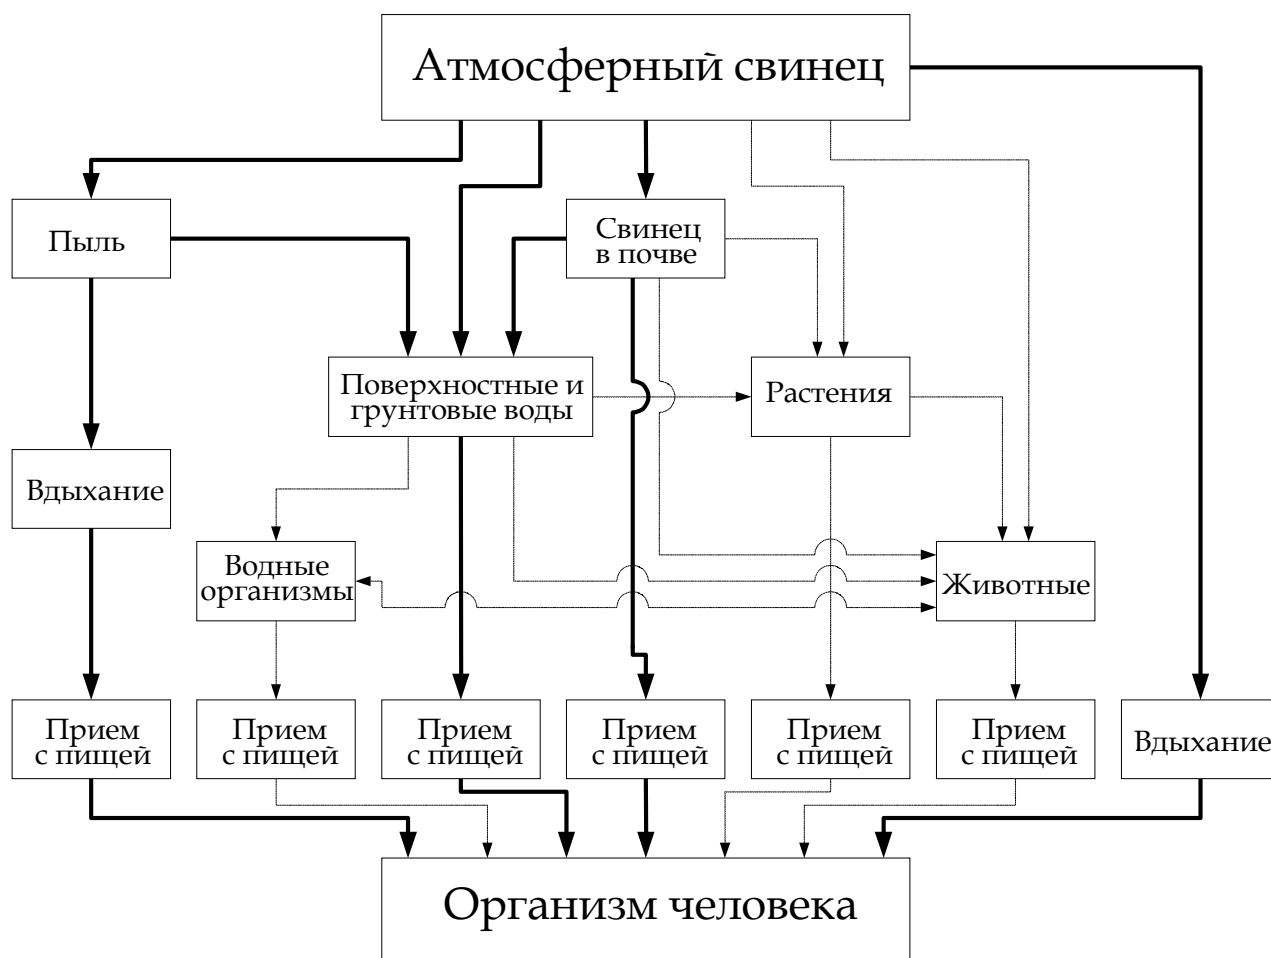 Атмосферный свинец
Пыль
Свинец
в почве
Поверхностные и
грунтовые воды
Растения
Вдыхание
Водные
организмы
Животные
Прием
с пищей
Прием
с пищей
Прием
с пищей
Прием
с пищей
Прием
с пищей
Прием
с пищей
Вдыхание
Организм человека